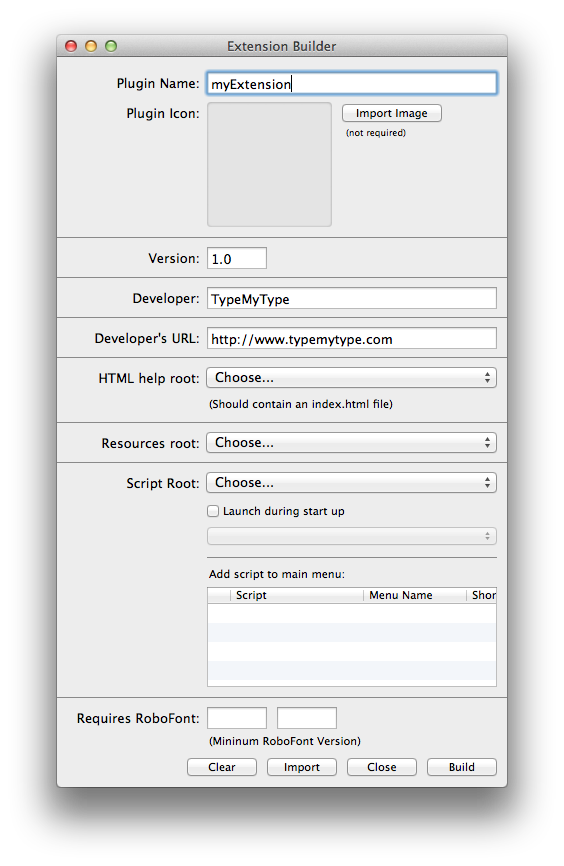 Extension Builder
Plugin Name: myExtension
Plugin Icon: Import Image
(not required)
Version: 1.0
Developer: TypeMyType
Developer's URL: http://www.typemytype.com
HTML help root: Choose...
(Should contain an index.html file)
Resources root: Choose...
Script Root: Choose...
Launch during start up
Add script to main menu:
Script Menu Name Shor
Requires RoboFont:
(Mininum RoboFont Version)
Clear Import Close Build